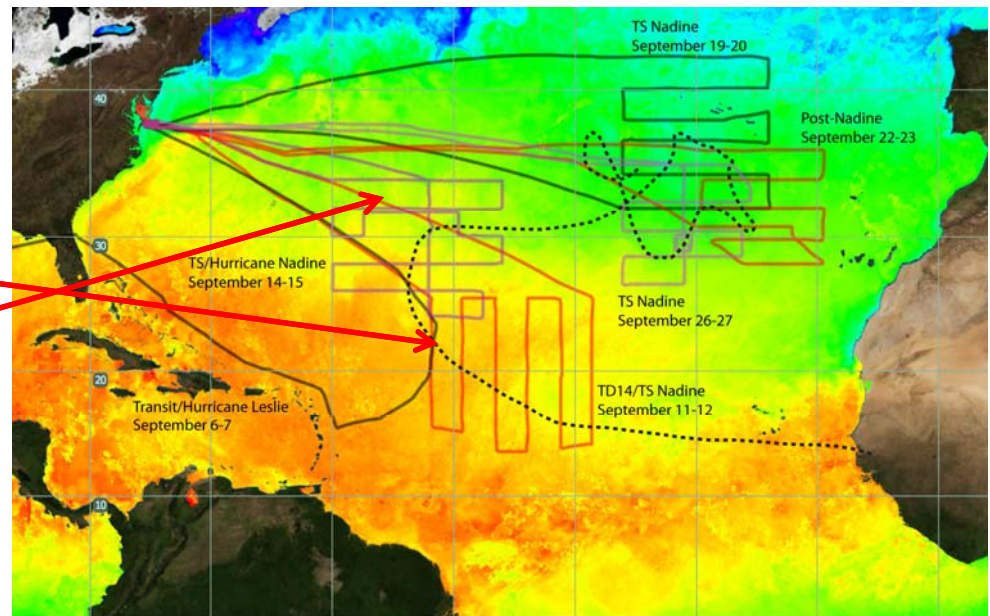 TS Nadine
September 19-20
40
Post-Nadine
September 22-23
30
TS/Hurricane Nadine
September 14-15
TS Nadine
September 26-27
20
TD14/TS Nadine
September 11-12
Transit/Hurricane Leslie
September 6-7
10